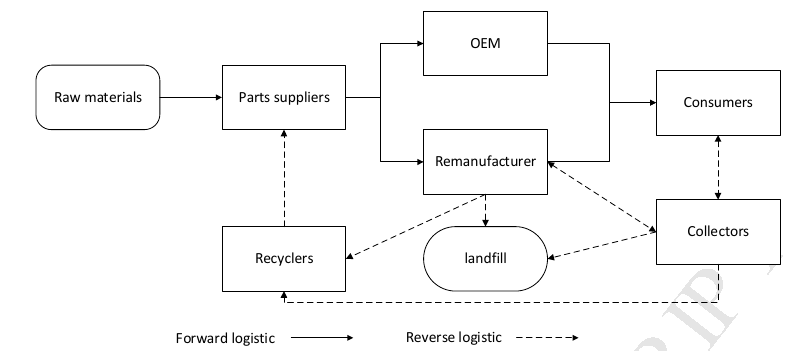 OEM
Raw materials
Parts suppliers
Consumers
Remanufacturer
Collectors
Recyclers
landfill
Forward logistic
Reverse logistic